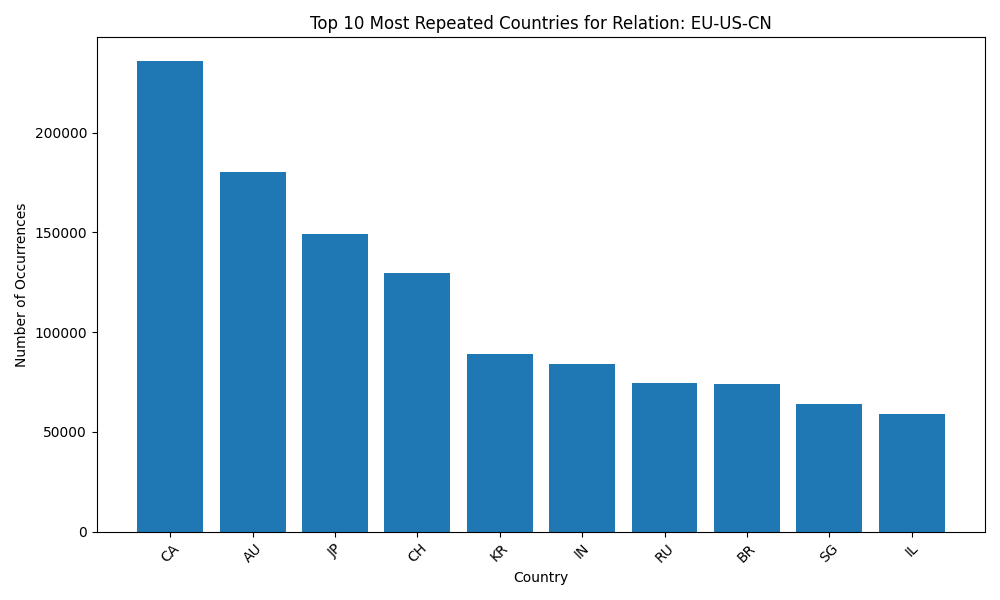 Top 10 Most Repeated Countries for Relation: EU-US-CN
Number of Occurrences
200000
150000
100000
50000
0
CA AU JP CH KR IN RU BR SG IL
Country